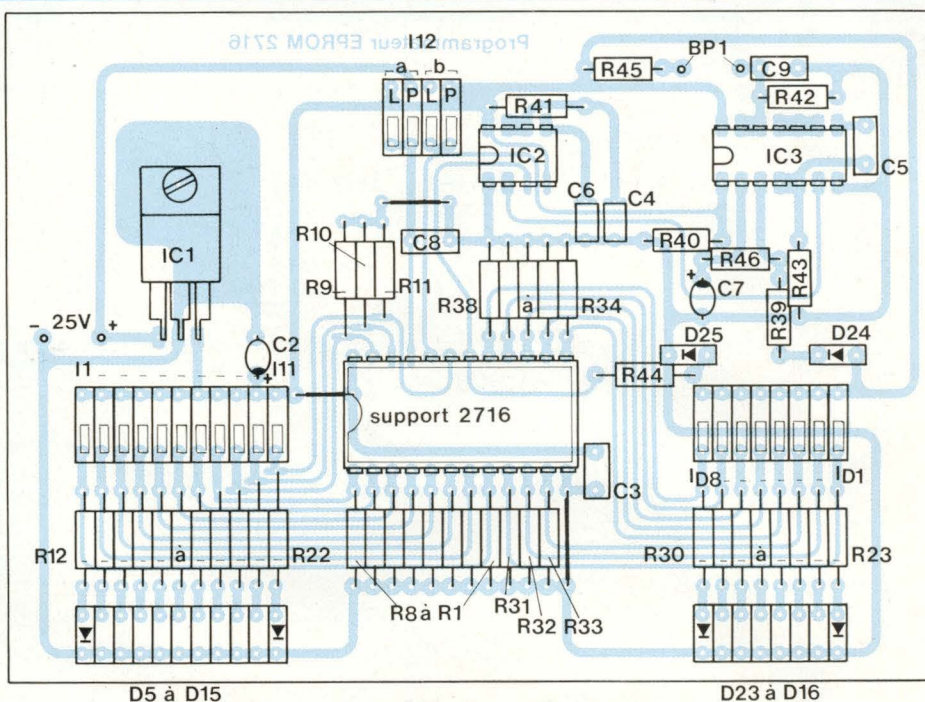 Programmateur EPROM 2716
I12
a b
L P L P
BP1
R45
C9
R42
R41
IC2
IC3
C5
C6
C4
R10
C8
R40
IC1
R9
R11
R46
R43
R38
à
R34
C7
R39
- 25V +
D25
D24
C2
I1
I11
+
R44
+
support 2716
ID8
ID1
C3
R12
à
R22
R30
à
R23
R8 à R1
R31
R32
R33
D5 à D15
D23 à D16